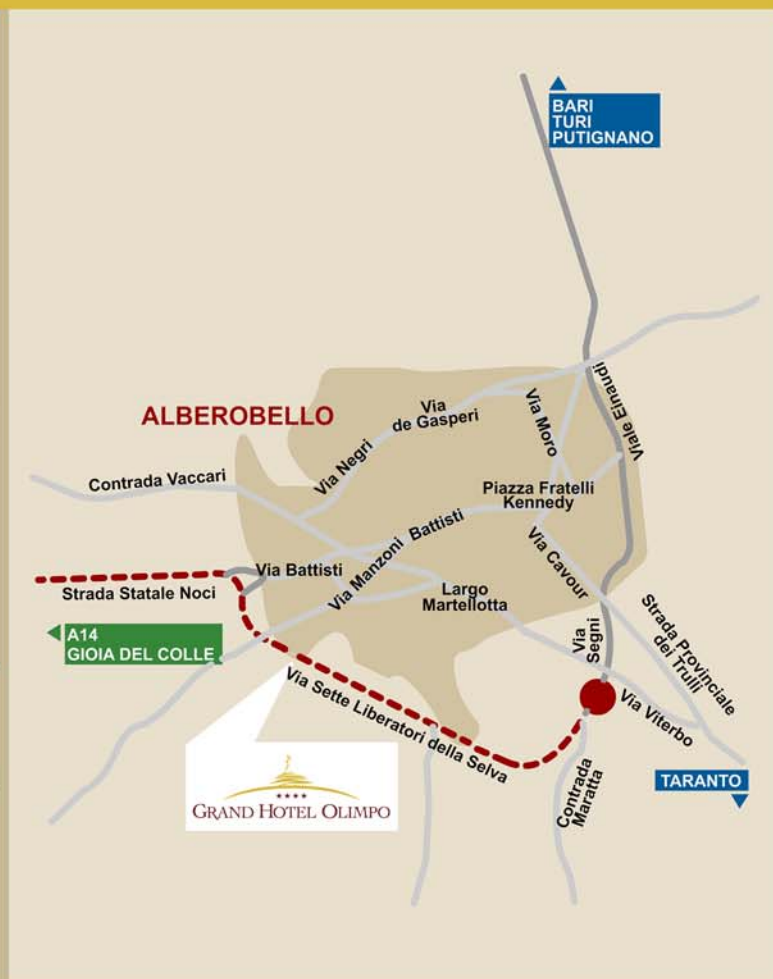 BARI
TURI
PUTIGNANO
ALBEROBELLO
Via
de Gasperi
Via Moro
Viale Einaudi
Via Negri
Contrada Vaccari
Piazza Fratelli
Kennedy
Battisti
Via Manzoni
Via Cavour
Via Battisti
Strada Statale Noci
Largo
Martellotta
A14
GIOIA DEL COLLE
Via
Segni
Strada Provinciale
dei Trulli
Via Sette Liberatori della Selva
Via Viterbo
TARANTO
Contrada
Maratta
****
GRAND HOTEL OLIMPO